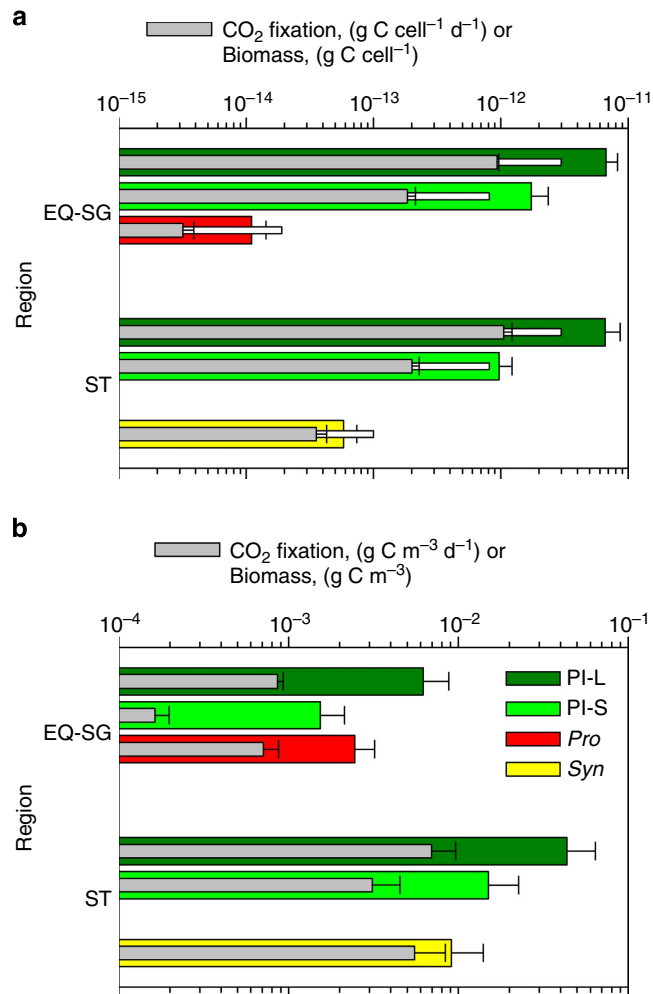 a
CO₂ fixation, (g C cell⁻¹ d⁻¹) or
Biomass, (g C cell⁻¹)
10⁻¹⁵ 10⁻¹⁴ 10⁻¹³ 10⁻¹² 10⁻¹¹
EQ-SG
Region
ST
b
CO₂ fixation, (g C m⁻³ d⁻¹) or
Biomass, (g C m⁻³)
10⁻⁴ 10⁻³ 10⁻² 10⁻¹
PI-L
PI-S
Pro
Syn
EQ-SG
Region
ST